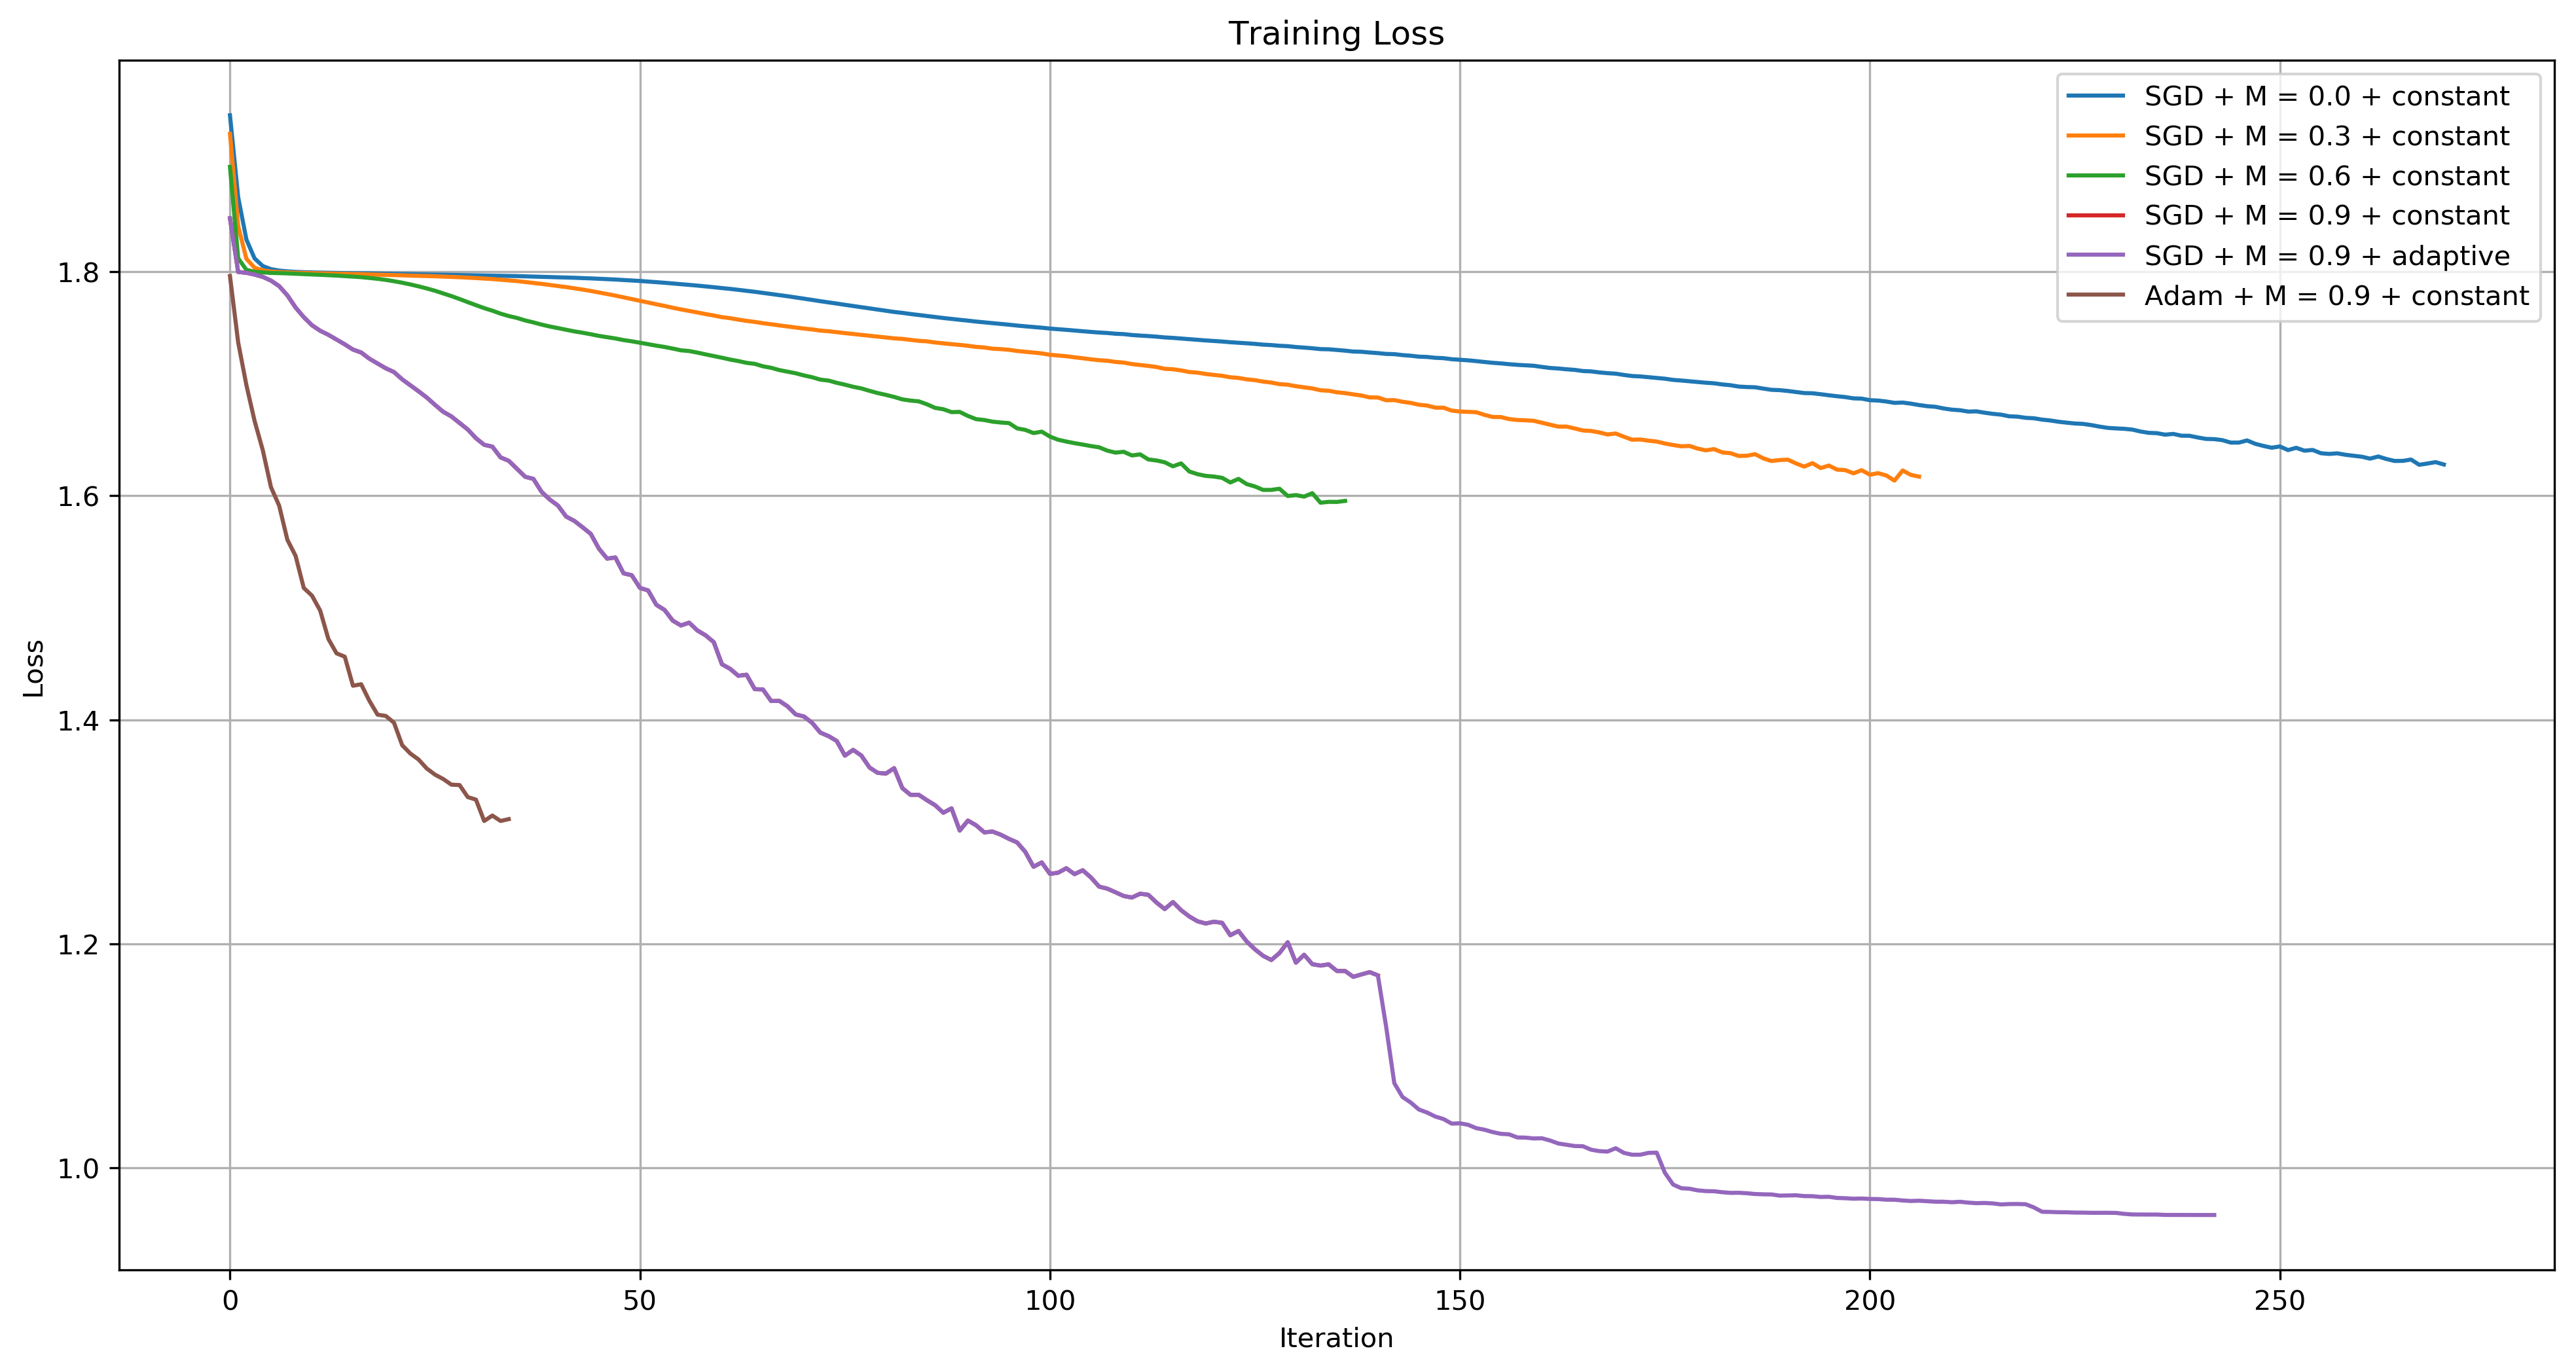 Training Loss
SGD + M = 0.0 + constant
SGD + M = 0.3 + constant
SGD + M = 0.6 + constant
SGD + M = 0.9 + constant
SGD + M = 0.9 + adaptive
Adam + M = 0.9 + constant
Loss
1.8
1.6
1.4
1.2
1.0
0 50 100 150 200 250
Iteration